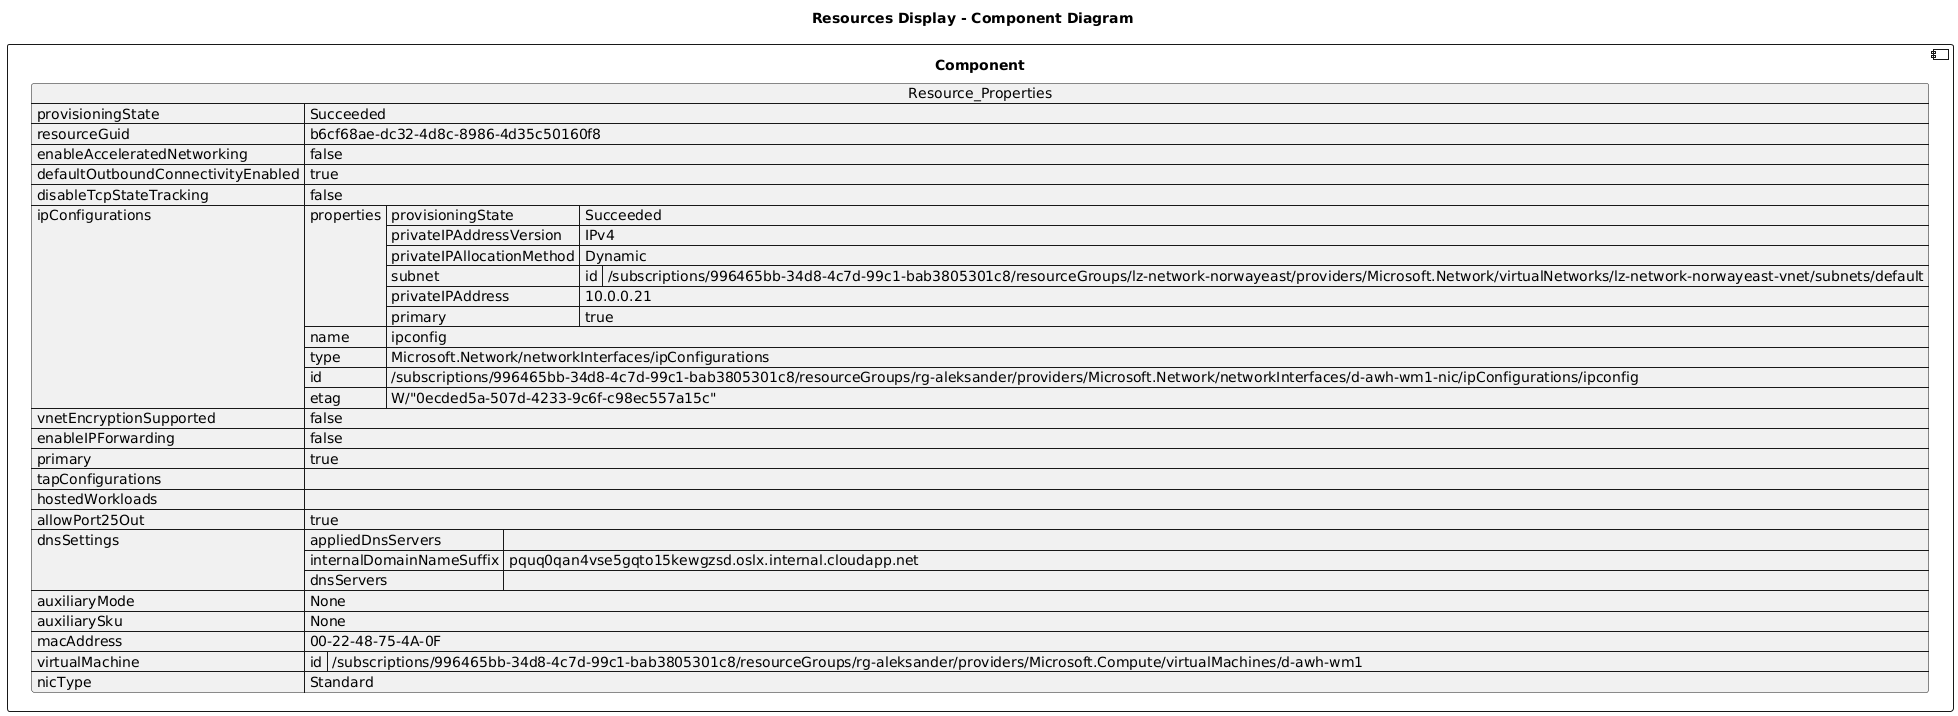 Resources Display - Component Diagram
Component
Resource_Properties
provisioningState Succeeded
resourceGuid b6cf68ae-dc32-4d8c-8986-4d35c50160f8
enableAcceleratedNetworking false
defaultOutboundConnectivityEnabled true
disableTcpStateTracking false
ipConfigurations properties provisioningState Succeeded
privateIPAddressVersion IPv4
privateIPAllocationMethod Dynamic
subnet id /subscriptions/996465bb-34d8-4c7d-99c1-bab3805301c8/resourceGroups/lz-network-norwayeast/providers/Microsoft.Network/virtualNetworks/lz-network-norwayeast-vnet/subnets/default
privateIPAddress 10.0.0.21
primary true
name ipconfig
type Microsoft.Network/networkInterfaces/ipConfigurations
id /subscriptions/996465bb-34d8-4c7d-99c1-bab3805301c8/resourceGroups/rg-aleksander/providers/Microsoft.Network/networkInterfaces/d-awh-wm1-nic/ipConfigurations/ipconfig
etag W/"0ecded5a-507d-4233-9c6f-c98ec557a15c"
vnetEncryptionSupported false
enableIPForwarding false
primary true
tapConfigurations
hostedWorkloads
allowPort25Out true
dnsSettings appliedDnsServers
internalDomainNameSuffix pquq0qan4vse5gqto15kewgzsd.oslx.internal.cloudapp.net
dnsServers
auxiliaryMode None
auxiliarySku None
macAddress 00-22-48-75-4A-0F
virtualMachine id /subscriptions/996465bb-34d8-4c7d-99c1-bab3805301c8/resourceGroups/rg-aleksander/providers/Microsoft.Compute/virtualMachines/d-awh-wm1
nicType Standard